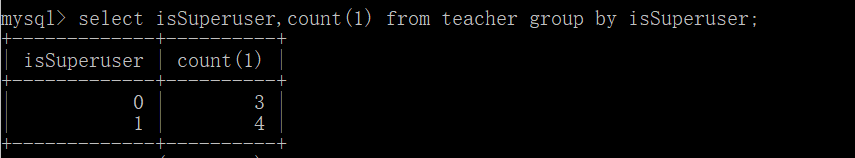 mysql> select isSuperuser,count(1) from teacher group by isSuperuser;
+-------------+----------+
| isSuperuser | count(1) |
+-------------+----------+
|           0 |        3 |
|           1 |        4 |
+-------------+----------+